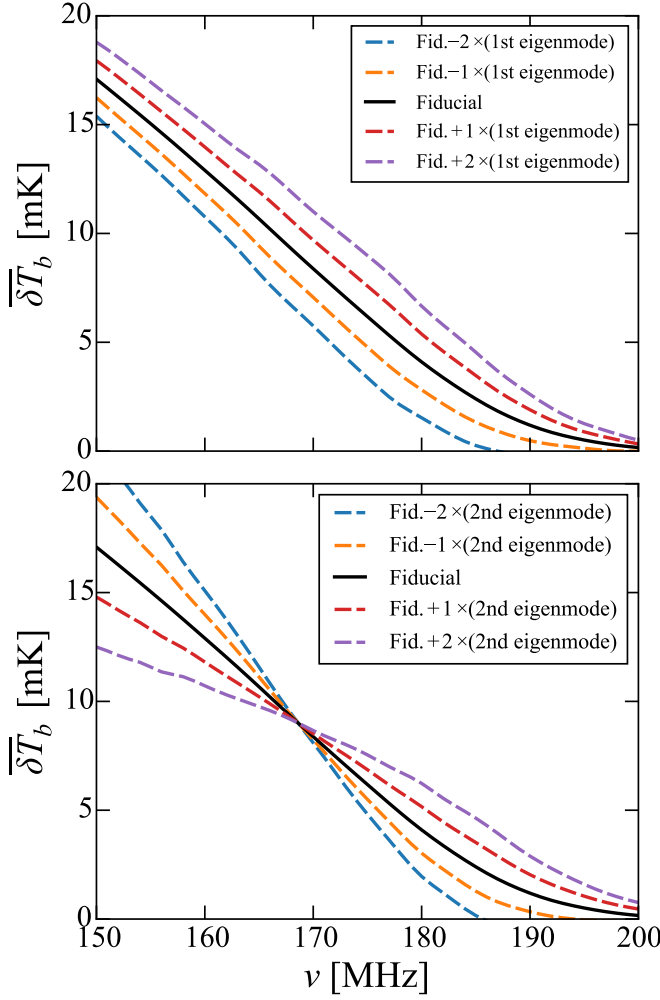 20
Fid.−2×(1st eigenmode)
Fid.−1×(1st eigenmode)
Fiducial
Fid.+1×(1st eigenmode)
Fid.+2×(1st eigenmode)
15
10
5
0
δT_b [mK]
20
Fid.−2×(2nd eigenmode)
Fid.−1×(2nd eigenmode)
Fiducial
Fid.+1×(2nd eigenmode)
Fid.+2×(2nd eigenmode)
15
10
5
0
δT_b [mK]
150 160 170 180 190 200
ν [MHz]